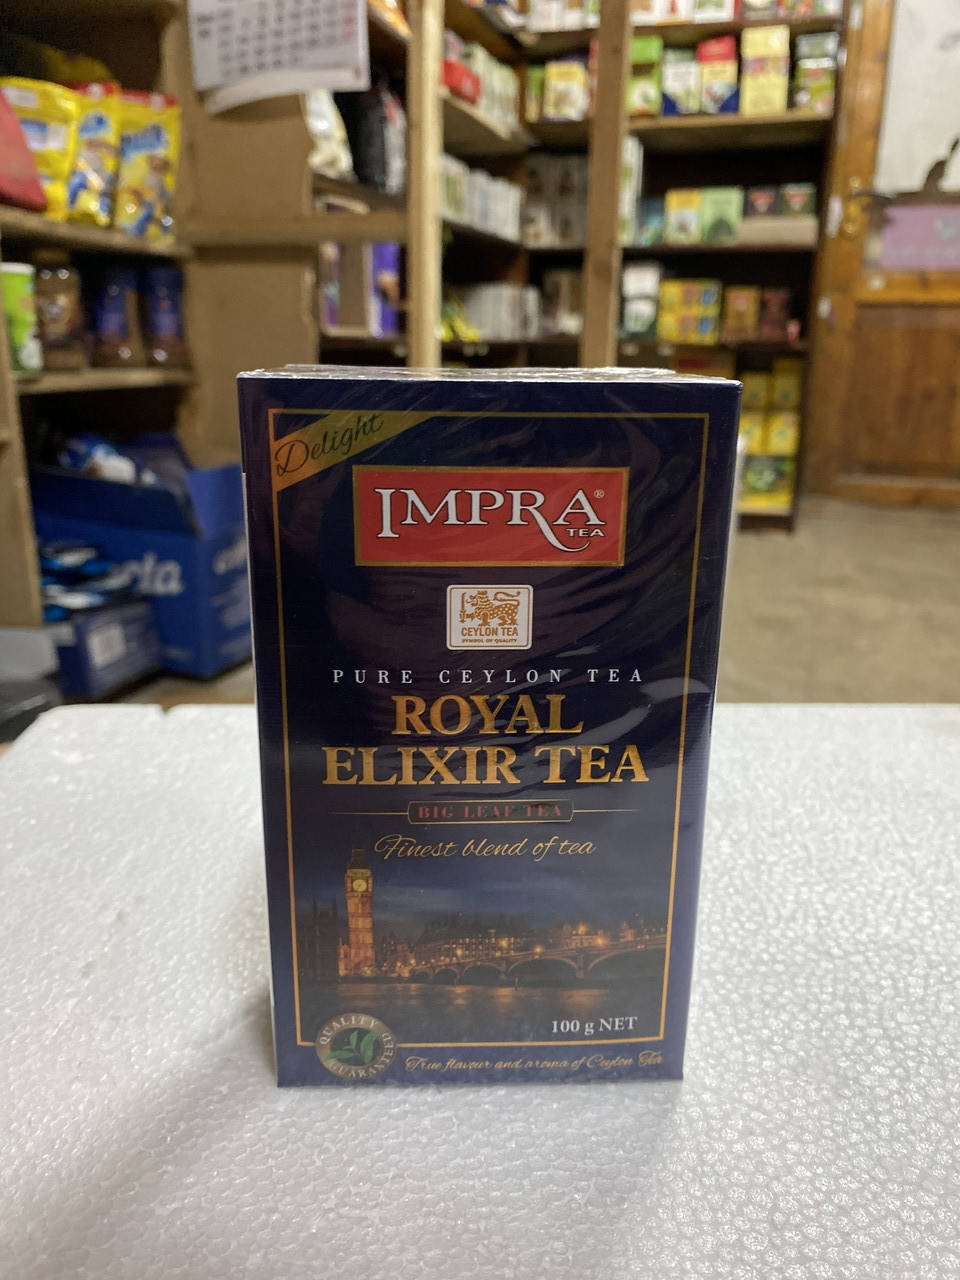 Delight
IMPRA®
TEA
CEYLON TEA
SYMBOL OF QUALITY
PURE CEYLON TEA
ROYAL
ELIXIR TEA
BIG LEAF TEA
Finest blend of tea
100 g NET
QUALITY GUARANTEED
True flavour and aroma of Ceylon Tea